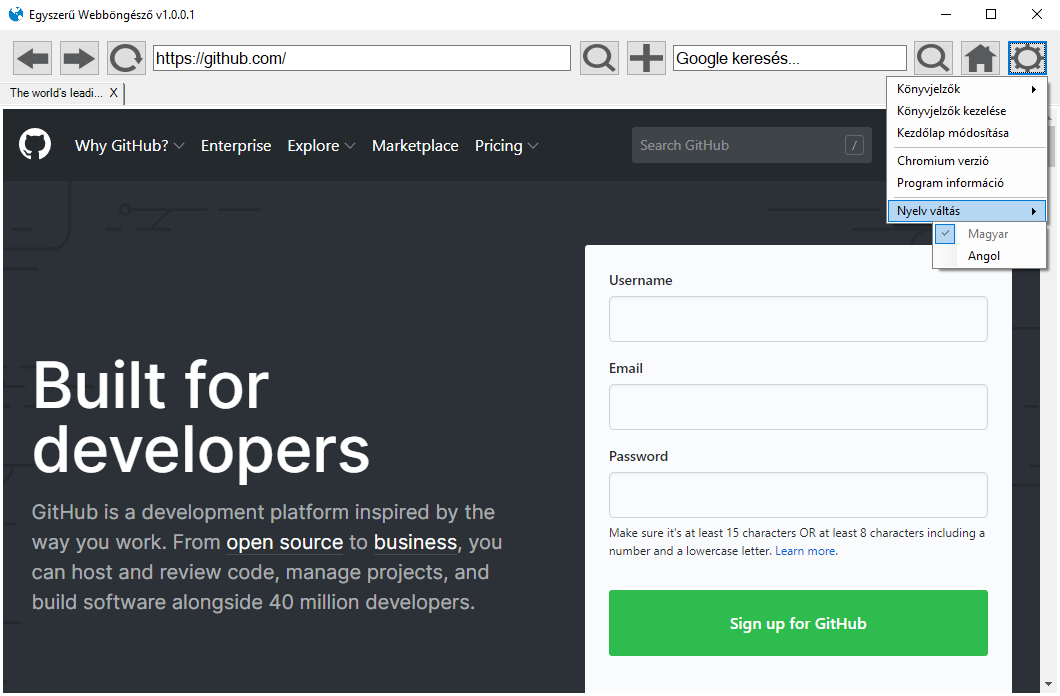 Egyszerű Webböngésző v1.0.0.1
https://github.com/
Google keresés...
The world's leadi... X
Könyvjelzők
Könyvjelzők kezelése
Kezdőlap módosítása
Chromium verzió
Program információ
Nyelv váltás
Magyar
Angol
Why GitHub? Enterprise Explore Marketplace Pricing
Search GitHub /
Built for
developers
GitHub is a development platform inspired by the
way you work. From open source to business, you
can host and review code, manage projects, and
build software alongside 40 million developers.
Username
Email
Password
Make sure it's at least 15 characters OR at least 8 characters including a
number and a lowercase letter. Learn more.
Sign up for GitHub